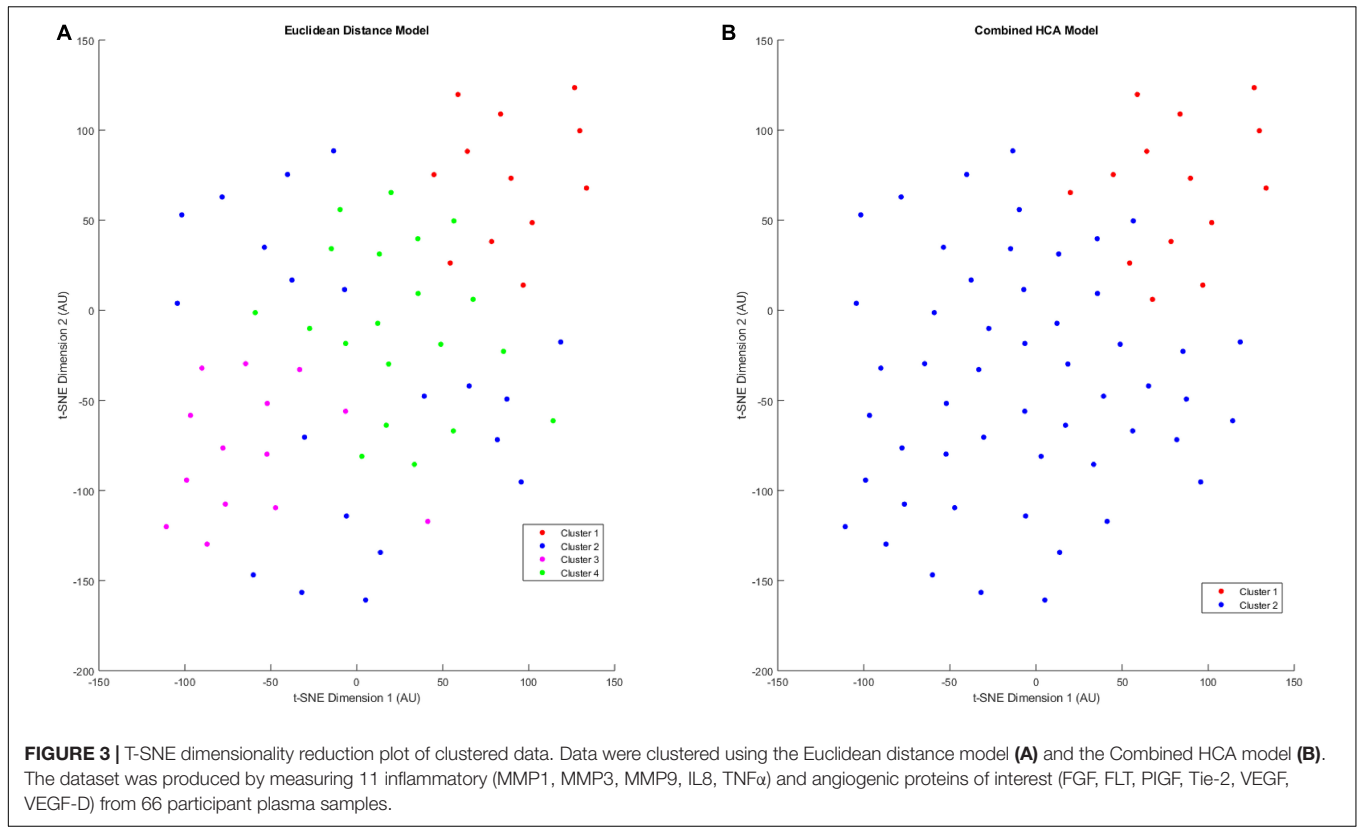 A
Euclidean Distance Model
150
100
50
0
-50
-100
-150
-200
t-SNE Dimension 2 (AU)
-150 -100 -50 0 50 100 150
t-SNE Dimension 1 (AU)
Cluster 1
Cluster 2
Cluster 3
Cluster 4
B
Combined HCA Model
150
100
50
0
-50
-100
-150
-200
t-SNE Dimension 2 (AU)
-150 -100 -50 0 50 100 150
t-SNE Dimension 1 (AU)
Cluster 1
Cluster 2
FIGURE 3 | T-SNE dimensionality reduction plot of clustered data. Data were clustered using the Euclidean distance model (A) and the Combined HCA model (B).
The dataset was produced by measuring 11 inflammatory (MMP1, MMP3, MMP9, IL8, TNFα) and angiogenic proteins of interest (FGF, FLT, PlGF, Tie-2, VEGF,
VEGF-D) from 66 participant plasma samples.